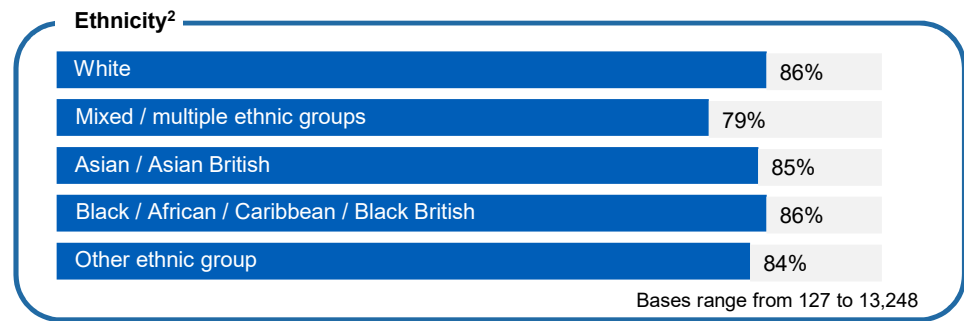 Ethnicity²
White
86%
Mixed / multiple ethnic groups
79%
Asian / Asian British
85%
Black / African / Caribbean / Black British
86%
Other ethnic group
84%
Bases range from 127 to 13,248